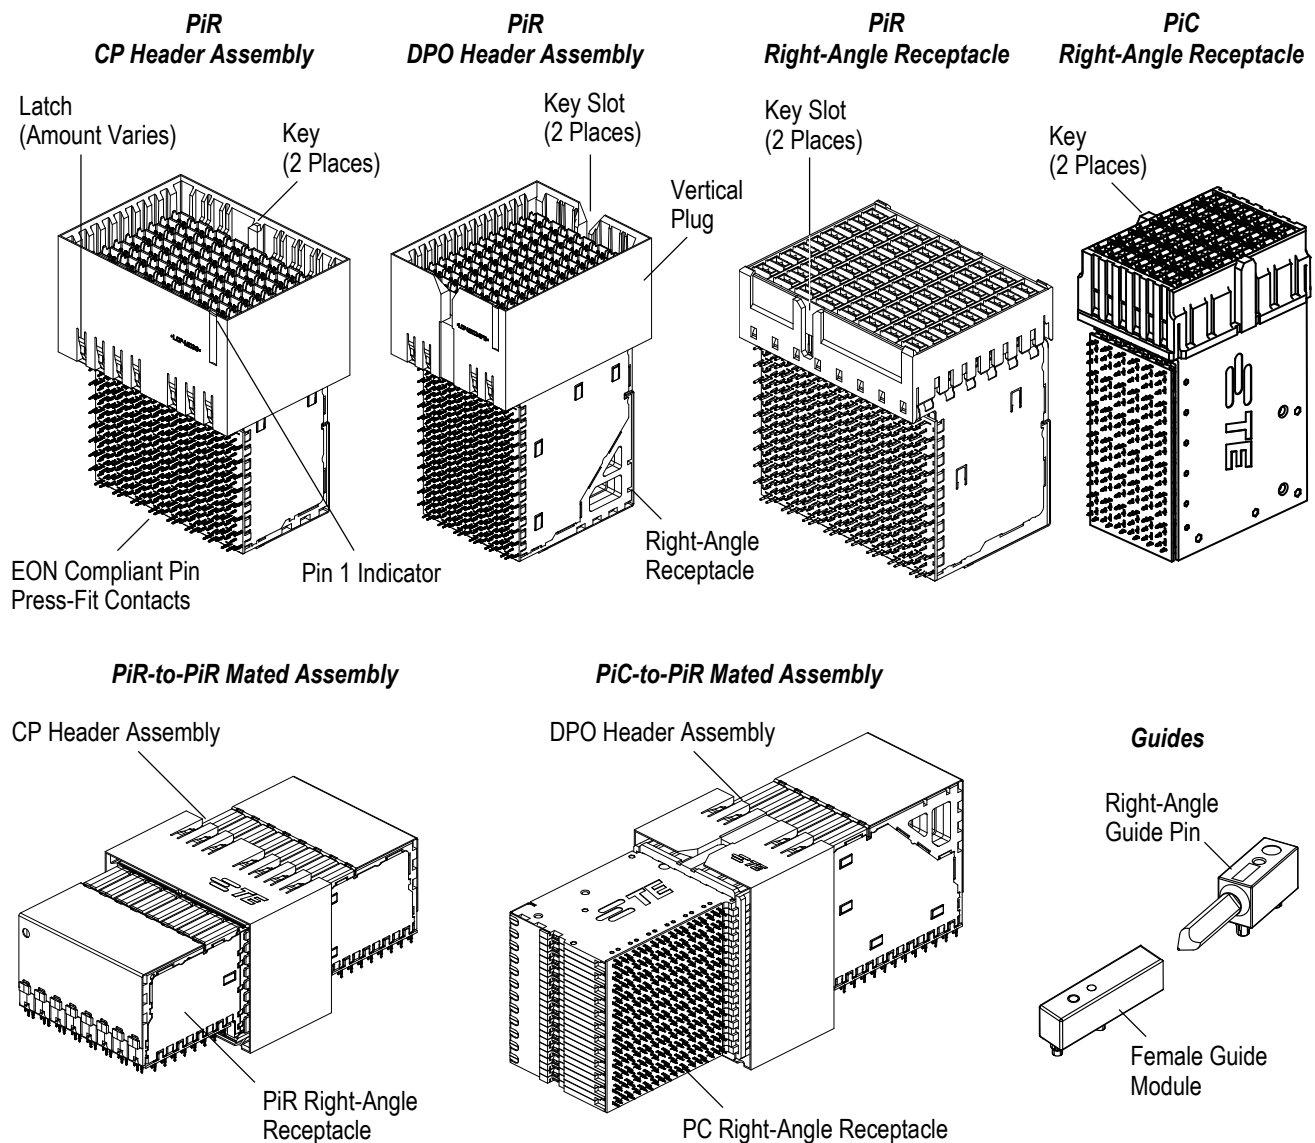 PiR
CP Header Assembly
PiR
DPO Header Assembly
PiR
Right-Angle Receptacle
PiC
Right-Angle Receptacle
Latch
(Amount Varies)
Key
(2 Places)
Key Slot
(2 Places)
Vertical
Plug
Key Slot
(2 Places)
Key
(2 Places)
TE
EON Compliant Pin
Press-Fit Contacts
Pin 1 Indicator
Right-Angle
Receptacle
PiR-to-PiR Mated Assembly
PiC-to-PiR Mated Assembly
CP Header Assembly
DPO Header Assembly
Guides
Right-Angle
Guide Pin
TE
TE
TE
Female Guide
Module
PiR Right-Angle
Receptacle
PC Right-Angle Receptacle